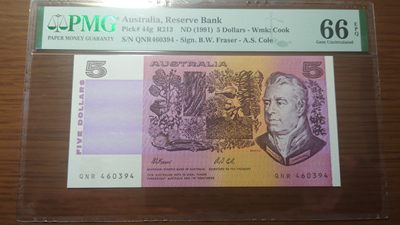 PMG
PAPER MONEY GUARANTY
Australia, Reserve Bank
Pick# 44g R213 ND (1991) 5 Dollars - Wmk: Cook
S/N QNR460394 - Sign. B.W. Fraser - A.S. Cole
66 EPQ
Gem Uncirculated
5
AUSTRALIA
FIVE DOLLARS
QNR 460394
QNR 460394